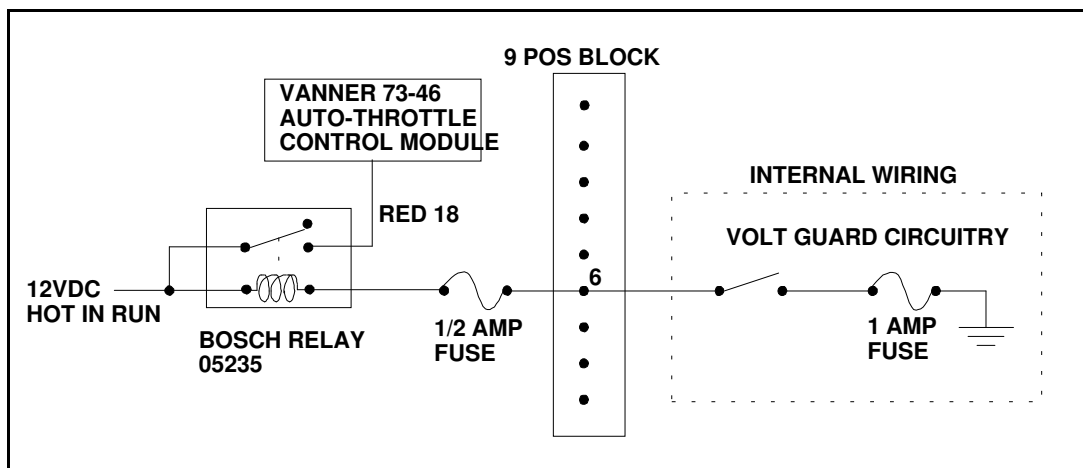 9 POS BLOCK
VANNER 73-46
AUTO-THROTTLE
CONTROL MODULE
INTERNAL WIRING
RED 18
VOLT GUARD CIRCUITRY
6
12VDC
HOT IN RUN
BOSCH RELAY
05235
1/2 AMP
FUSE
1 AMP
FUSE